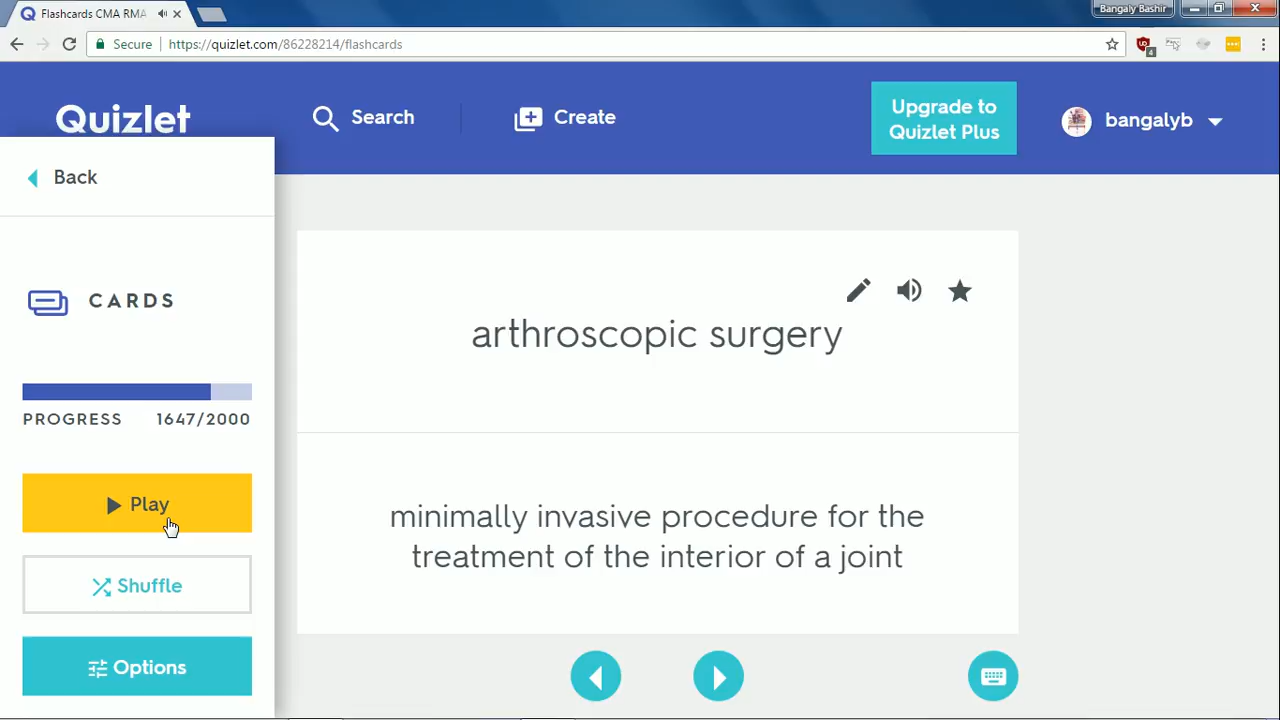 Flashcards CMA RMA
Bangaly Bashir
Secure
https://quizlet.com/86228214/flashcards
4
Quizlet
Search
Create
Upgrade to
Quizlet Plus
bangalyb
Back
CARDS
PROGRESS 1647/2000
Play
Shuffle
Options
arthroscopic surgery
minimally invasive procedure for the
treatment of the interior of a joint